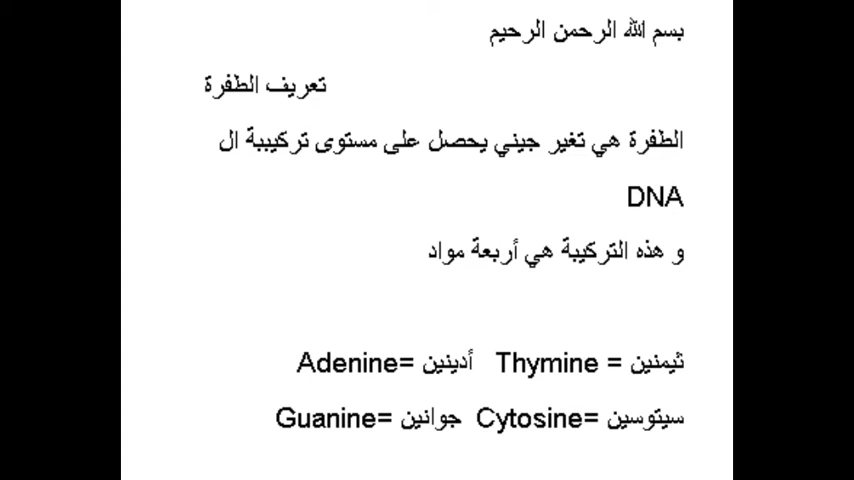 بسم الله الرحمن الرحيم
تعريف الطفرة
الطفرة هي تغير جيني يحصل على مستوى تركيببة ال
DNA
و هذه التركيبة هي أربعة مواد
ثيمنين = Thymine أدينين =Adenine
سيتوسين =Cytosine جوانين =Guanine